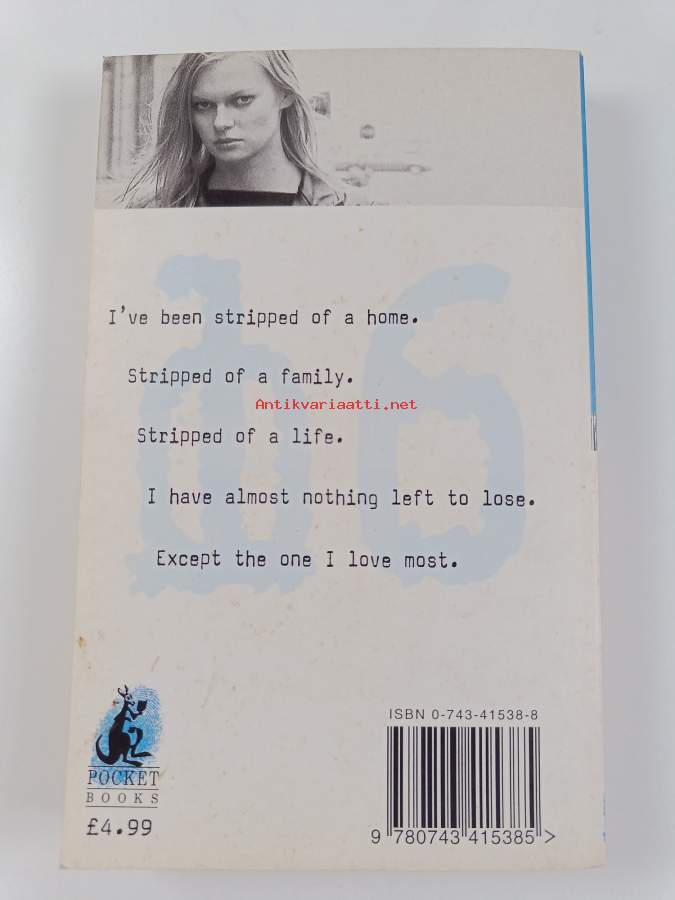 16
I've been stripped of a home.
Stripped of a family.
Antikvariaatti.net
Stripped of a life.
I have almost nothing left to lose.
Except the one I love most.
ISBN 0-743-41538-8
POCKET
BOOKS
£4.99
9 780743 415385 >